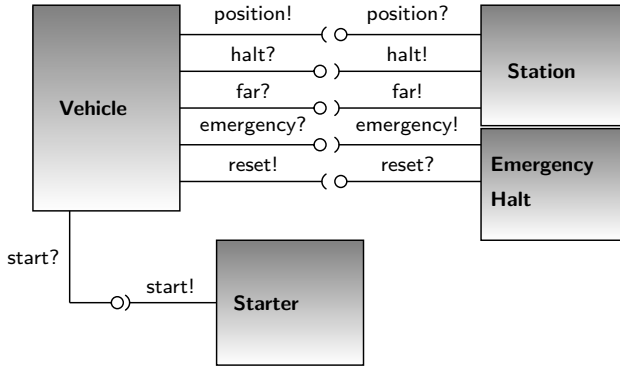 position! position?
halt? halt!
Station
far? far!
Vehicle
emergency? emergency!
reset! reset?
Emergency
Halt
start?
start!
Starter